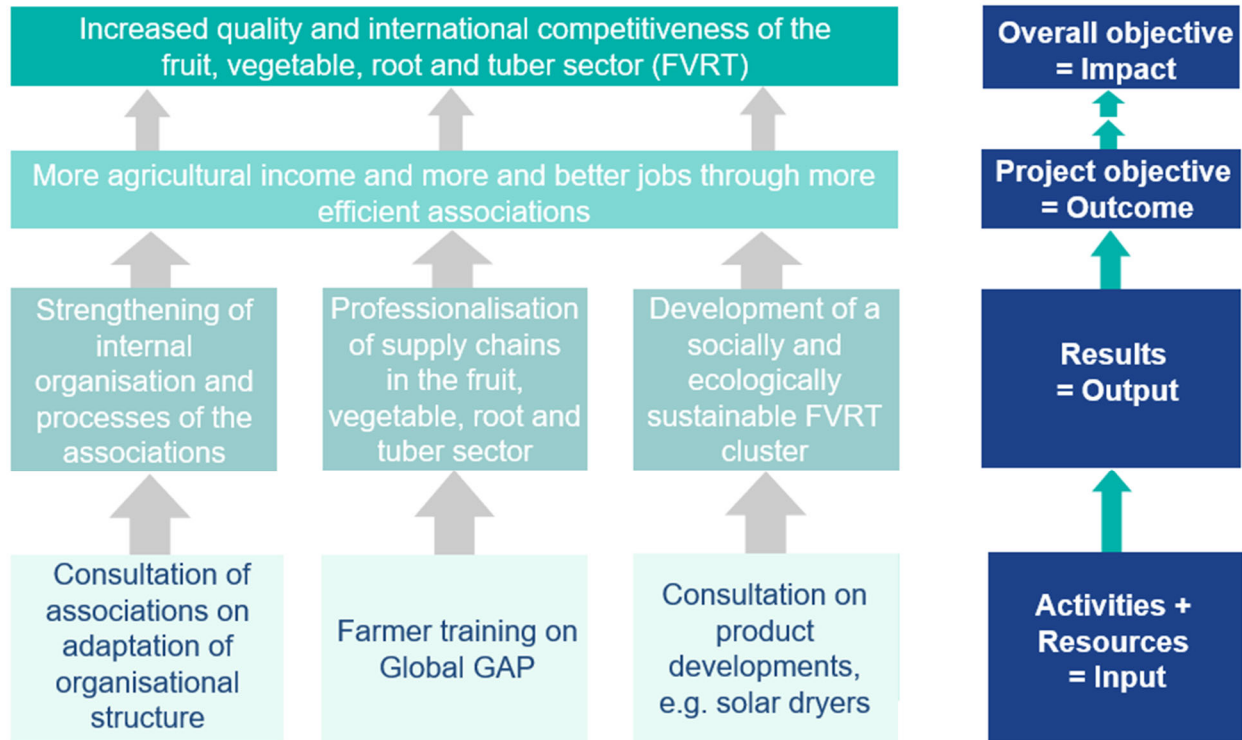 Increased quality and international competitiveness of the
fruit, vegetable, root and tuber sector (FVRT)
Overall objective
= Impact
More agricultural income and more and better jobs through more
efficient associations
Project objective
= Outcome
Strengthening of
internal
organisation and
processes of the
associations
Professionalisation
of supply chains
in the fruit,
vegetable, root and
tuber sector
Development of a
socially and
ecologically
sustainable FVRT
cluster
Results
= Output
Consultation of
associations on
adaptation of
organisational
structure
Farmer training on
Global GAP
Consultation on
product
developments,
e.g. solar dryers
Activities +
Resources
= Input